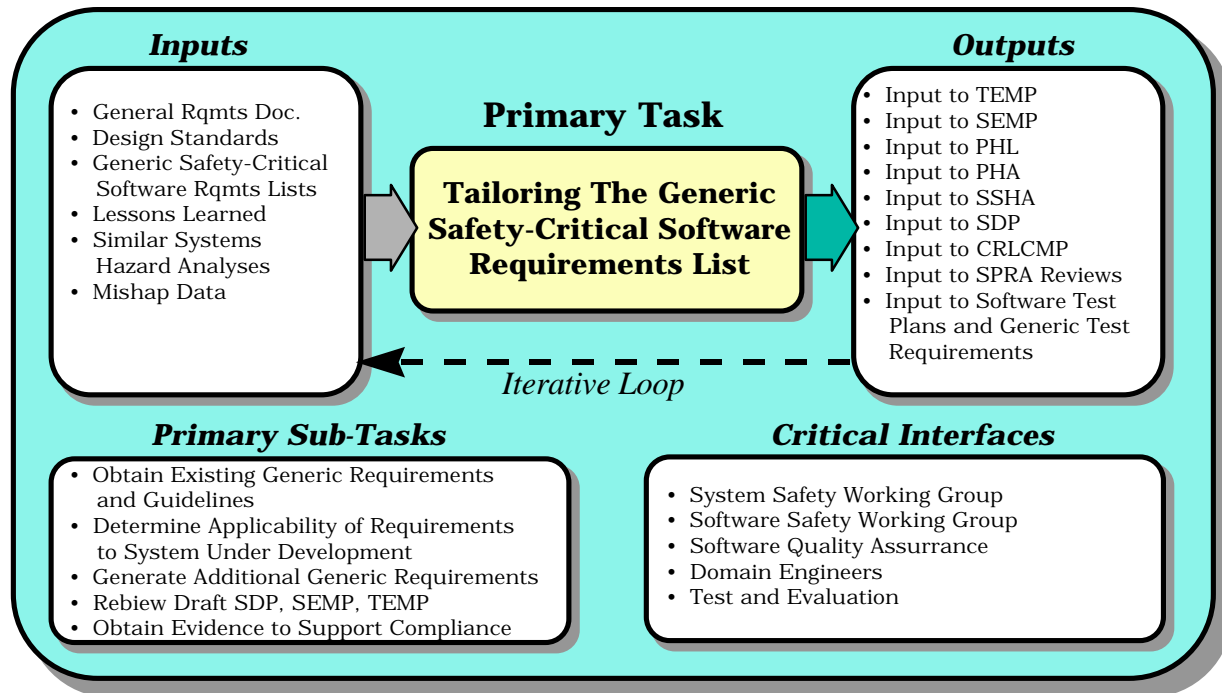 Inputs
• General Rqmts Doc.
• Design Standards
• Generic Safety-Critical
Software Rqmts Lists
• Lessons Learned
• Similar Systems
Hazard Analyses
• Mishap Data
Primary Task
Tailoring The Generic
Safety-Critical Software
Requirements List
Outputs
• Input to TEMP
• Input to SEMP
• Input to PHL
• Input to PHA
• Input to SSHA
• Input to SDP
• Input to CRLCMP
• Input to SPRA Reviews
• Input to Software Test
Plans and Generic Test
Requirements
Iterative Loop
Primary Sub-Tasks
• Obtain Existing Generic Requirements
and Guidelines
• Determine Applicability of Requirements
to System Under Development
• Generate Additional Generic Requirements
• Rebiew Draft SDP, SEMP, TEMP
• Obtain Evidence to Support Compliance
Critical Interfaces
• System Safety Working Group
• Software Safety Working Group
• Software Quality Assurrance
• Domain Engineers
• Test and Evaluation